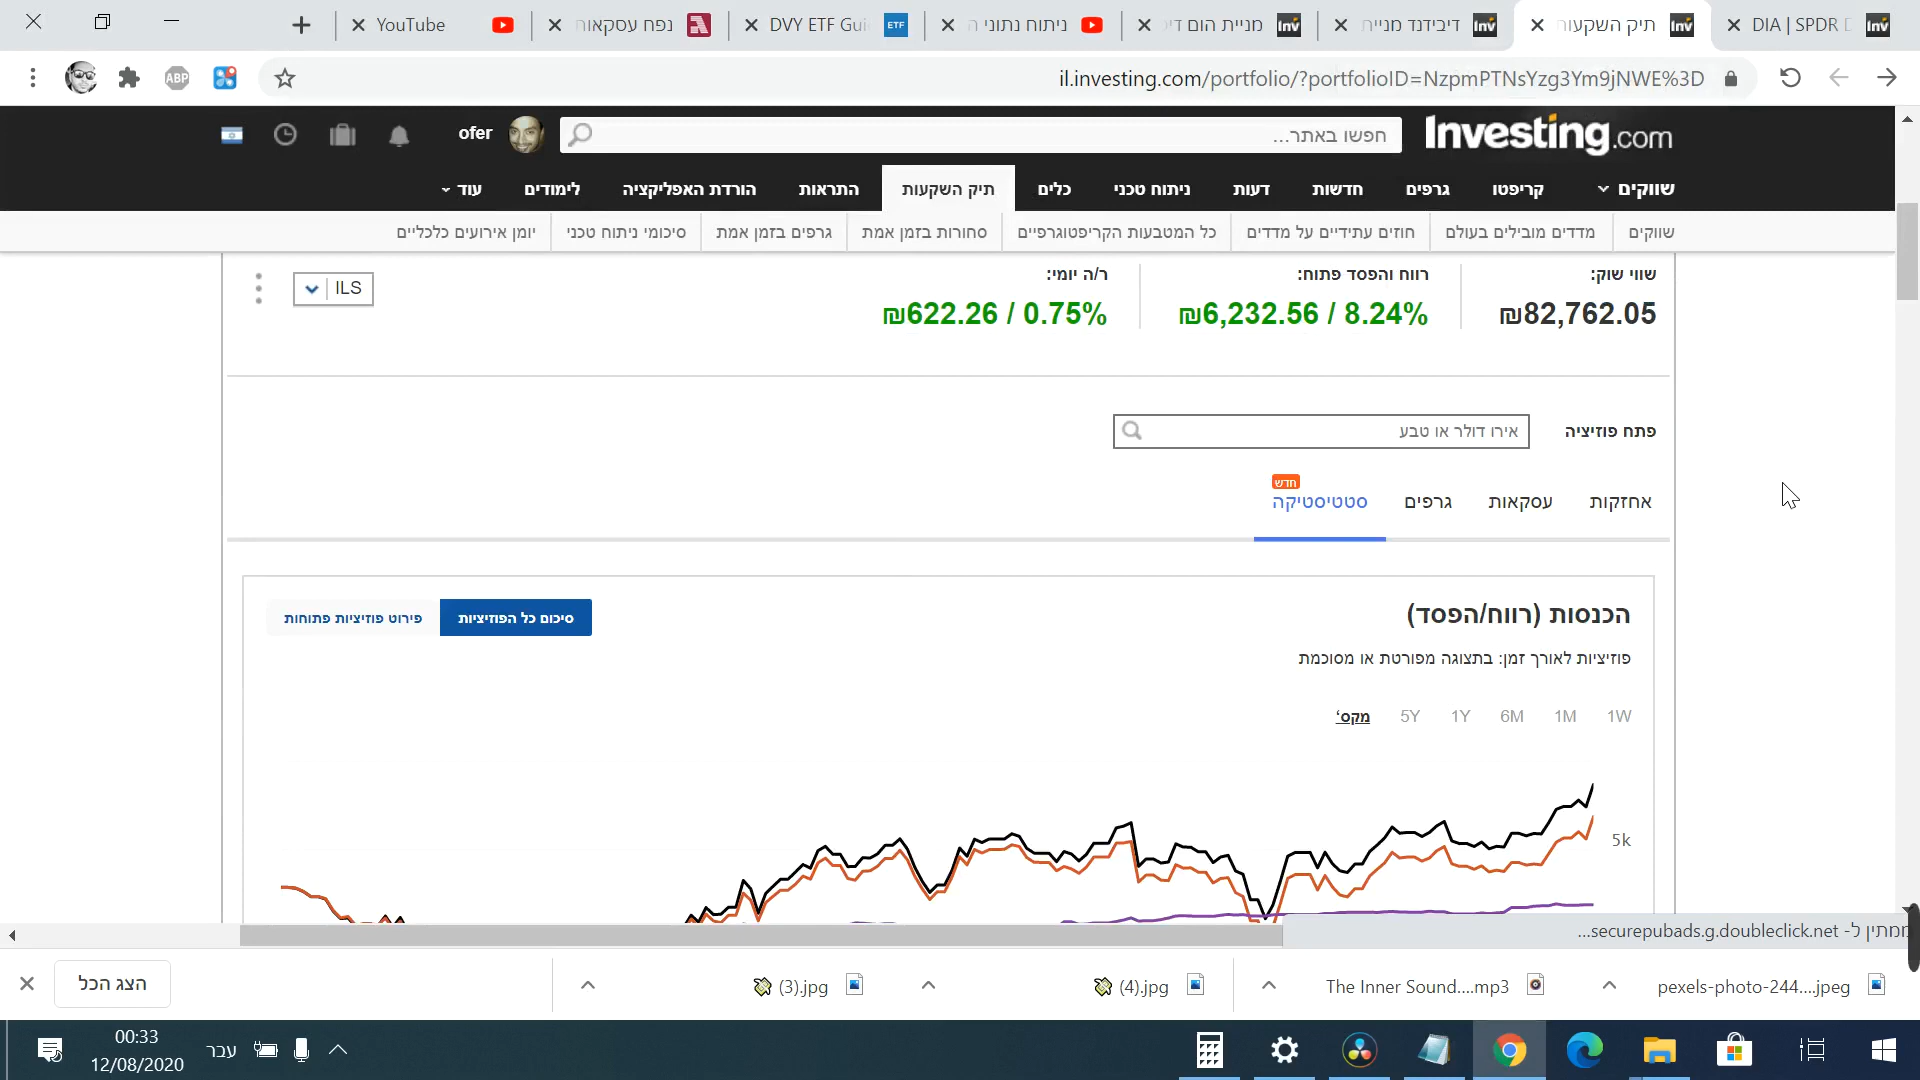 DIA | SPDR D
תיק השקעות
דיבידנד מניית
מניית הום די
ניתוח נתוני ה
DVY ETF Gui
נפח עסקאות
YouTube
il.investing.com/portfolio/?portfolioID=NzpmPTNsYzg3Ym9jNWE%3D
ABP
Investing.com
חפשו באתר...
ofer
שווקים
קריפטו
גרפים
חדשות
דעות
ניתוח טכני
כלים
תיק השקעות
התראות
הורדת האפליקציה
לימודים
עוד
שווקים
מדדים מובילים בעולם
חוזים עתידיים על מדדים
כל המטבעות הקריפטוגרפיים
סחורות בזמן אמת
גרפים בזמן אמת
סיכומי ניתוח טכני
יומן אירועים כלכליים
שווי שוק:
₪82,762.05
רווח והפסד פתוח:
₪6,232.56 / 8.24%
ר/ה יומי:
₪622.26 / 0.75%
ILS
פתח פוזיציה
אירו דולר או טבע
אחזקות
עסקאות
גרפים
חדש
סטטיסטיקה
הכנסות (רווח/הפסד)
סיכום כל הפוזיציות
פירוט פוזיציות פתוחות
פוזיציות לאורך זמן: בתצוגה מפורטת או מסוכמת
1W
1M
6M
1Y
5Y
מקס'
5k
ממתין ל- securepubads.g.doubleclick.net...
pexels-photo-244....jpeg
The Inner Sound....mp3
(4).jpg
(3).jpg
הצג הכל
עבר
00:33
12/08/2020